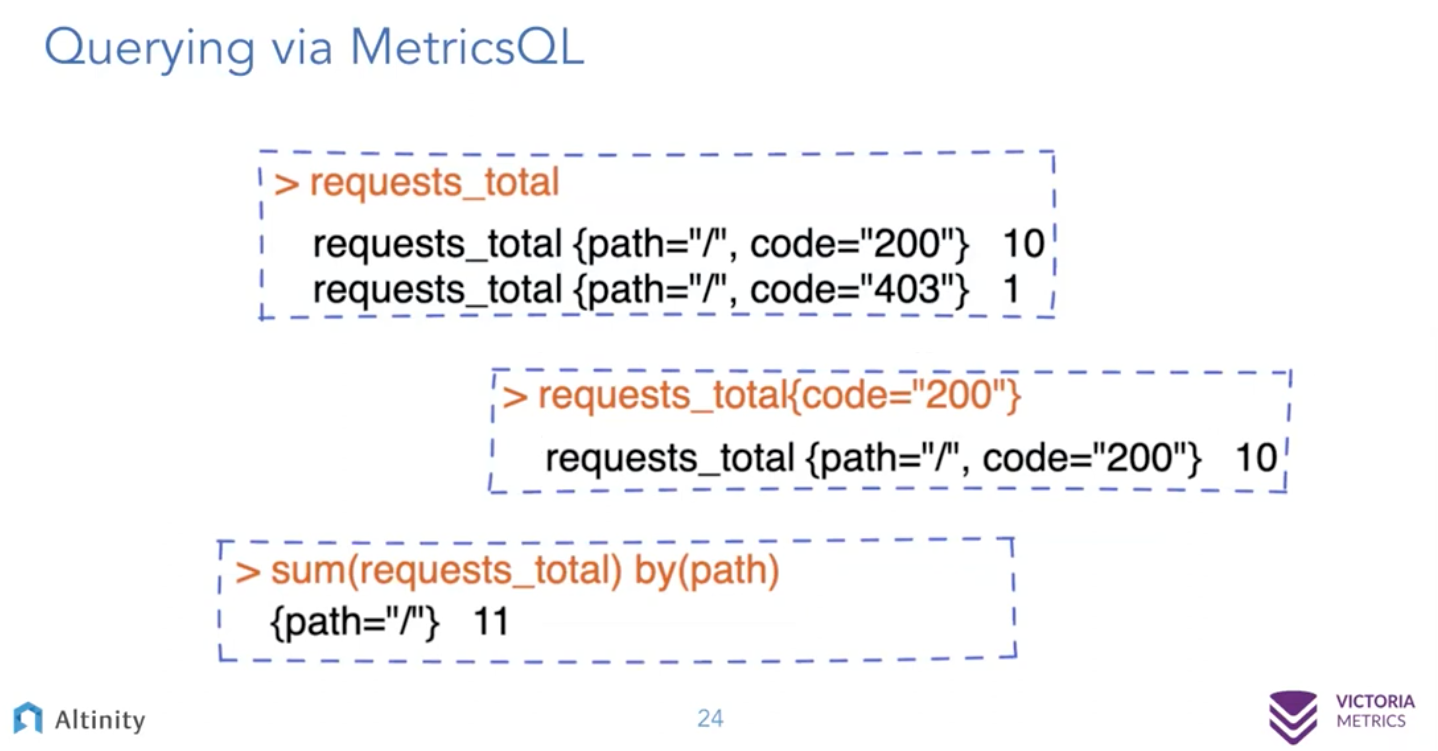 Querying via MetricsQL
> requests_total
requests_total {path="/", code="200"} 10
requests_total {path="/", code="403"} 1
> requests_total{code="200"}
requests_total {path="/", code="200"} 10
> sum(requests_total) by(path)
{path="/"} 11
Altinity
24
VICTORIA
METRICS